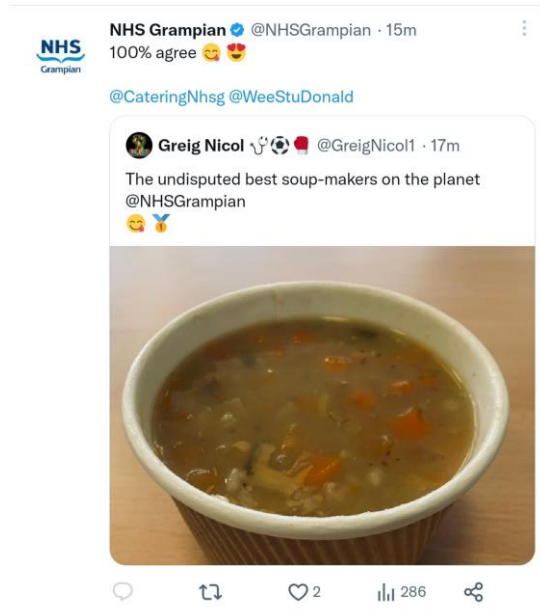 NHS Grampian @NHSGrampian · 15m
NHS
Grampian
100% agree 😋 😍
@CateringNhsg @WeeStuDonald
Greig Nicol 🩺⚽🥊 @GreigNicol1 · 17m
The undisputed best soup-makers on the planet
@NHSGrampian
😋 🥇
2 286